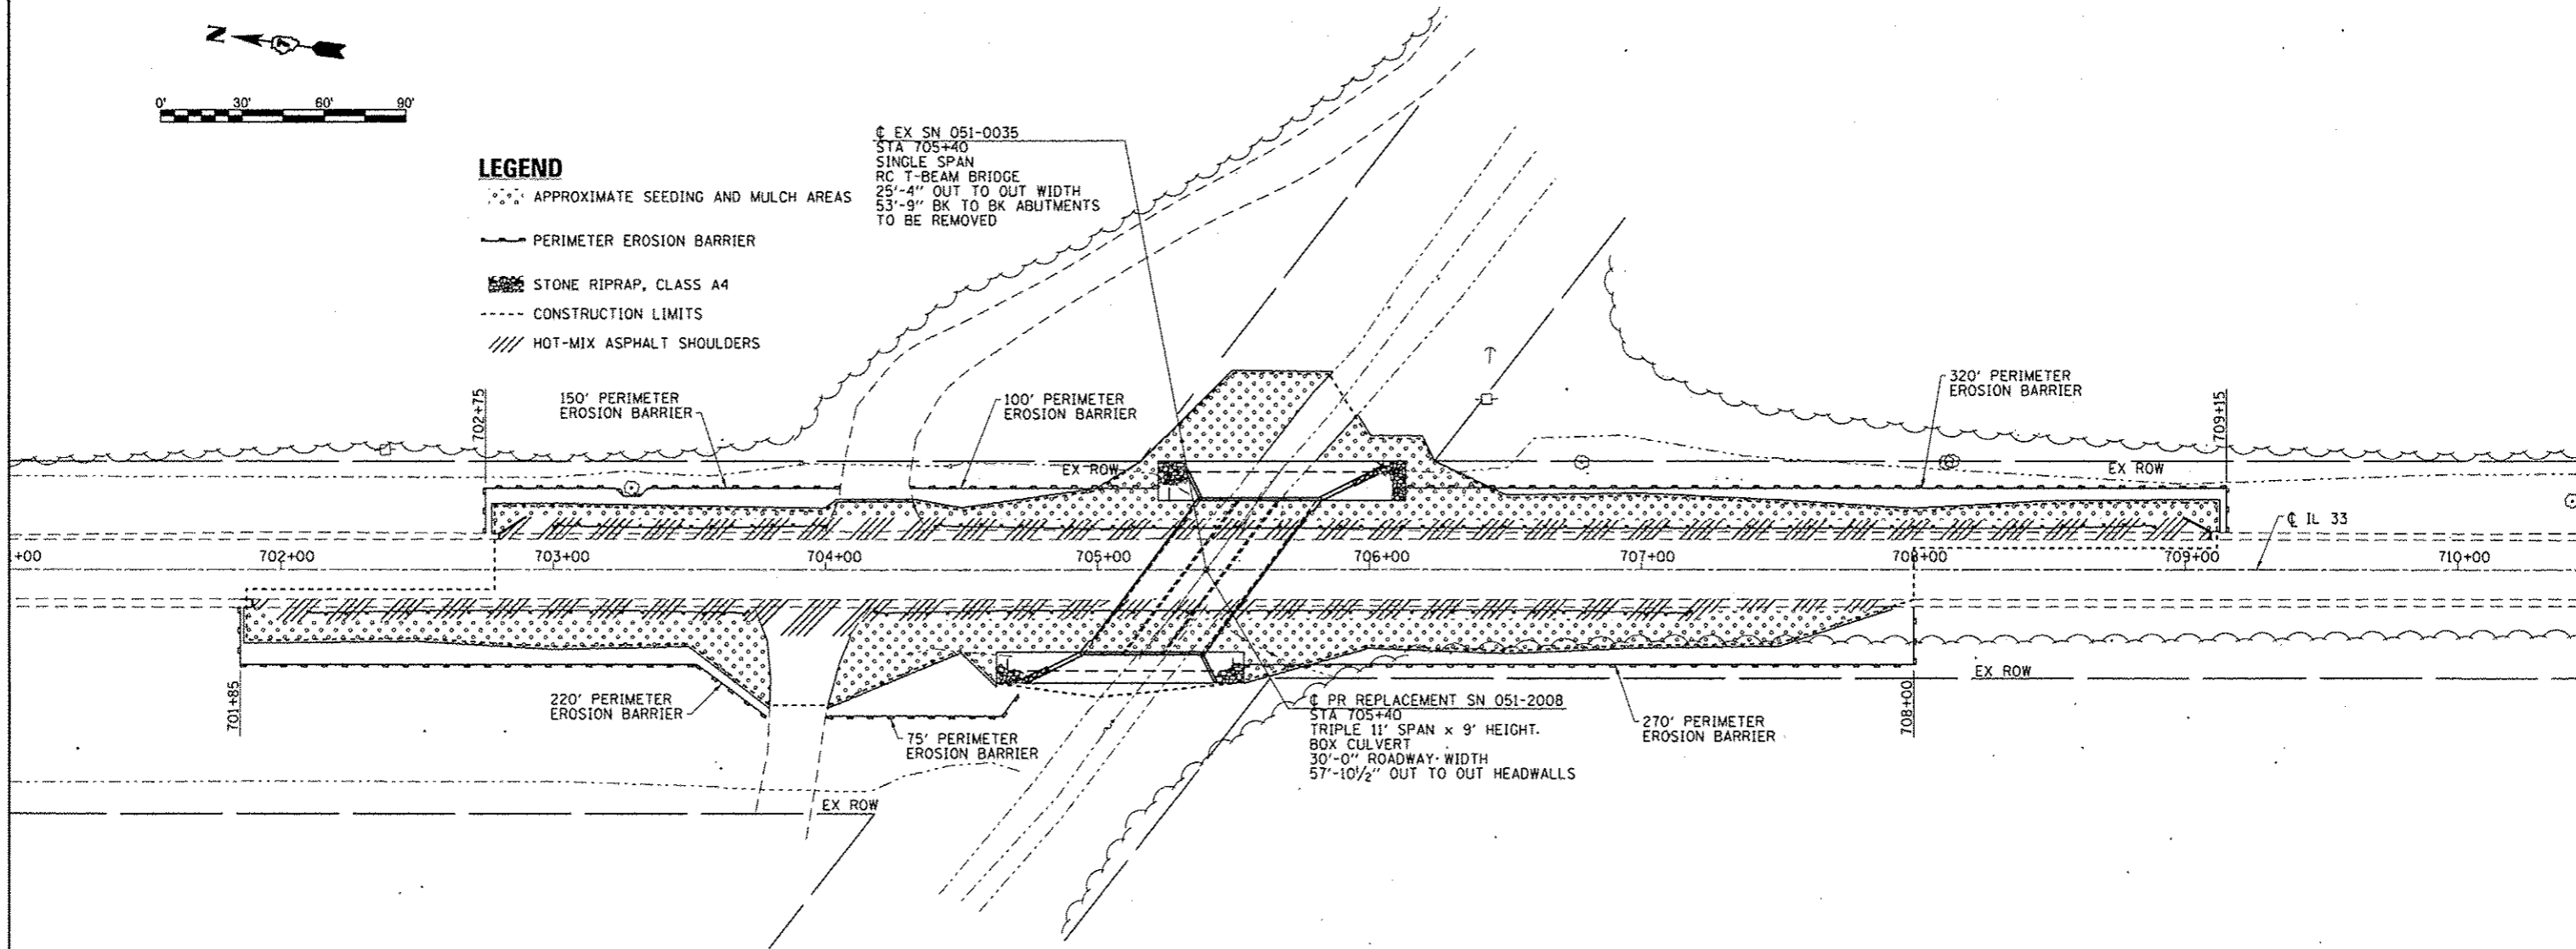 N
0' 30' 60' 90'
LEGEND
APPROXIMATE SEEDING AND MULCH AREAS
PERIMETER EROSION BARRIER
STONE RIPRAP, CLASS A4
CONSTRUCTION LIMITS
HOT-MIX ASPHALT SHOULDERS
℄ EX SN 051-0035
STA 705+40
SINGLE SPAN
RC T-BEAM BRIDGE
25'-4" OUT TO OUT WIDTH
53'-9" BK TO BK ABUTMENTS
TO BE REMOVED
702+75
150' PERIMETER
EROSION BARRIER
100' PERIMETER
EROSION BARRIER
320' PERIMETER
EROSION BARRIER
709+15
EX ROW
EX ROW
℄ IL 33
+00 702+00 703+00 704+00 705+00 706+00 707+00 708+00 709+00 710+00
701+85
220' PERIMETER
EROSION BARRIER
75' PERIMETER
EROSION BARRIER
℄ PR REPLACEMENT SN 051-2008
STA 705+40
TRIPLE 11' SPAN x 9' HEIGHT.
BOX CULVERT
30'-0" ROADWAY WIDTH
57'-10½" OUT TO OUT HEADWALLS
270' PERIMETER
EROSION BARRIER
708+00
EX ROW
EX ROW